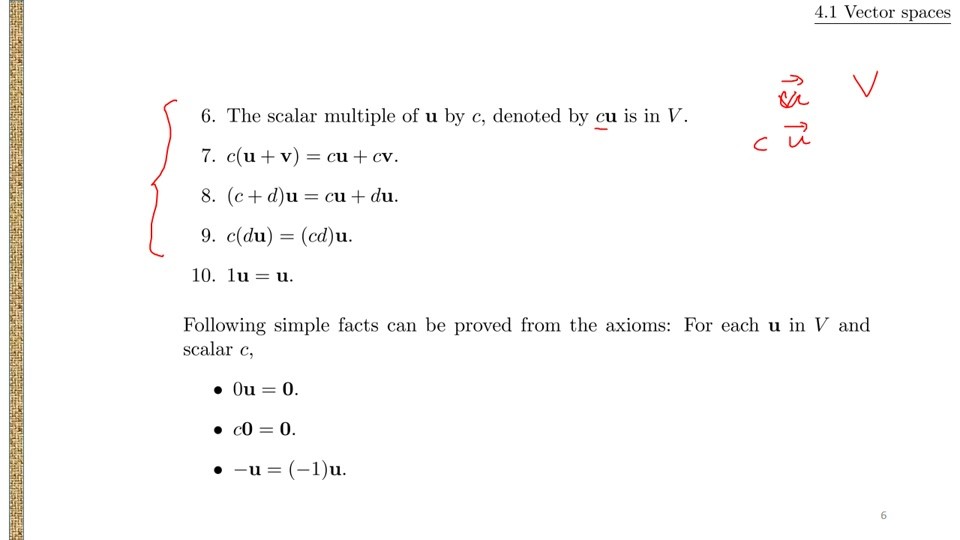 4.1 Vector spaces
V
6. The scalar multiple of u by c, denoted by cu is in V.
c u⃗
7. c(u + v) = cu + cv.
8. (c + d)u = cu + du.
9. c(du) = (cd)u.
10. 1u = u.
Following simple facts can be proved from the axioms: For each u in V and
scalar c,
• 0u = 0.
• c0 = 0.
• −u = (−1)u.
6